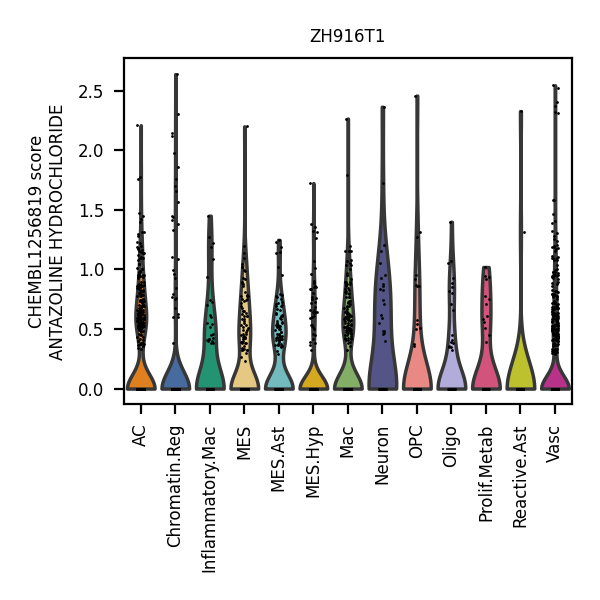 ZH916T1
CHEMBL1256819 score
ANTAZOLINE HYDROCHLORIDE
2.5
2.0
1.5
1.0
0.5
0.0
AC
Chromatin.Reg
Inflammatory.Mac
MES
MES.Ast
MES.Hyp
Mac
Neuron
OPC
Oligo
Prolif.Metab
Reactive.Ast
Vasc